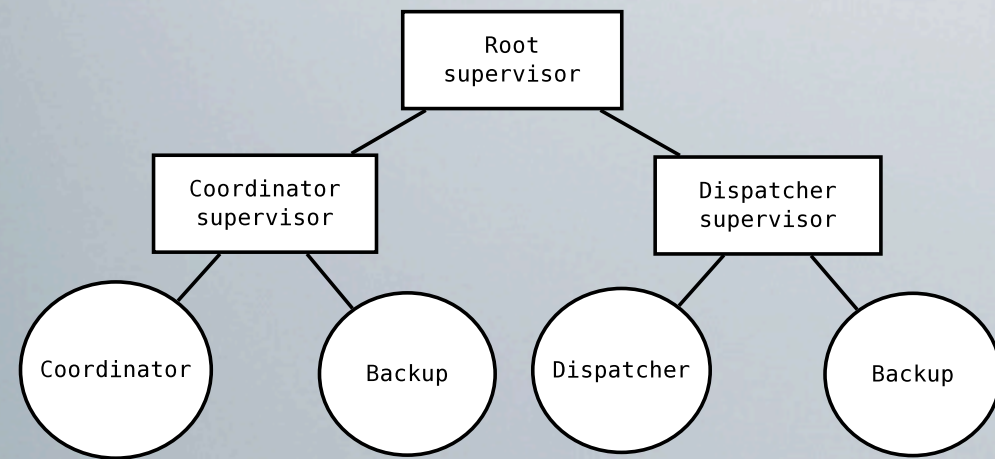 Root
supervisor
Coordinator
supervisor
Dispatcher
supervisor
Coordinator
Backup
Dispatcher
Backup